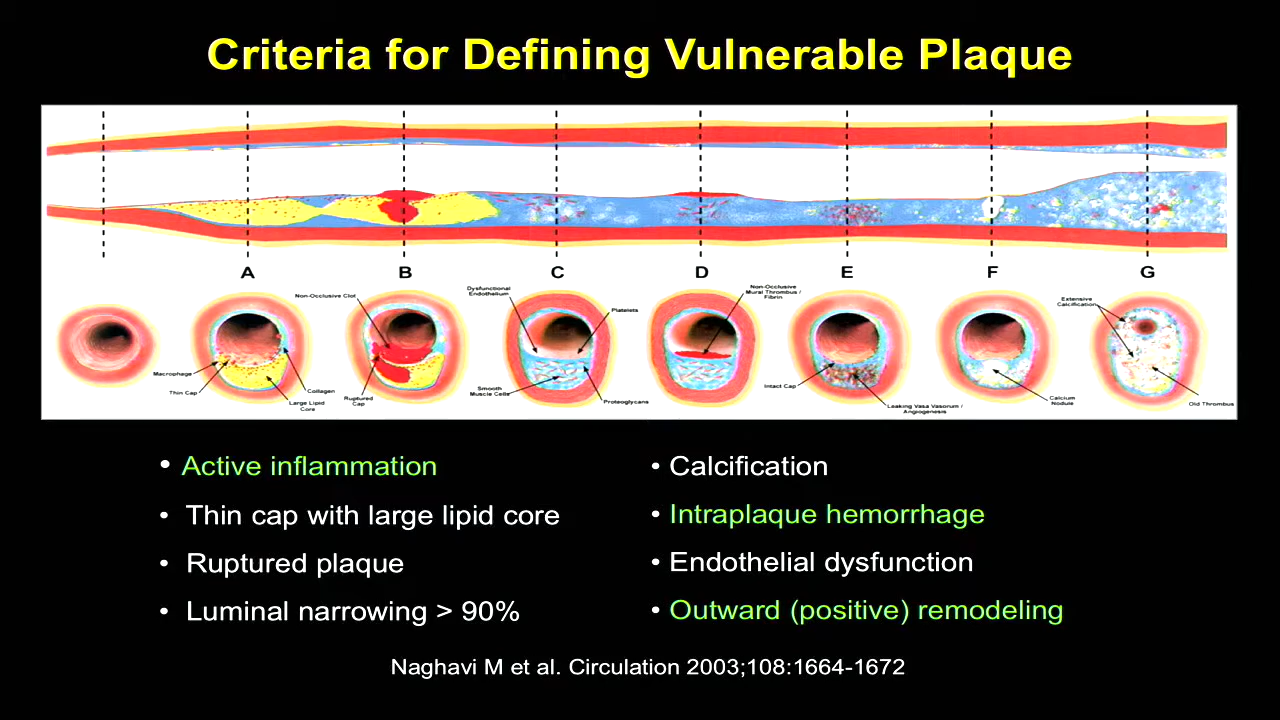 Criteria for Defining Vulnerable Plaque
A B C D E F G
Non-Occlusive Clot
Dysfunctional
Endothelium
Non-Occlusive
Mural Thrombus /
Fibrin
Extensive
Calcification
Platelets
Macrophage
Thin Cap
Collagen
Large Lipid
Core
Ruptured
Cap
Smooth
Muscle Cells
Proteoglycans
Intact Cap
Leaking Vasa Vasorum /
Angiogenesis
Calcium
Nodule
Old Thrombus
• Active inflammation
• Thin cap with large lipid core
• Ruptured plaque
• Luminal narrowing > 90%
• Calcification
• Intraplaque hemorrhage
• Endothelial dysfunction
• Outward (positive) remodeling
Naghavi M et al. Circulation 2003;108:1664-1672